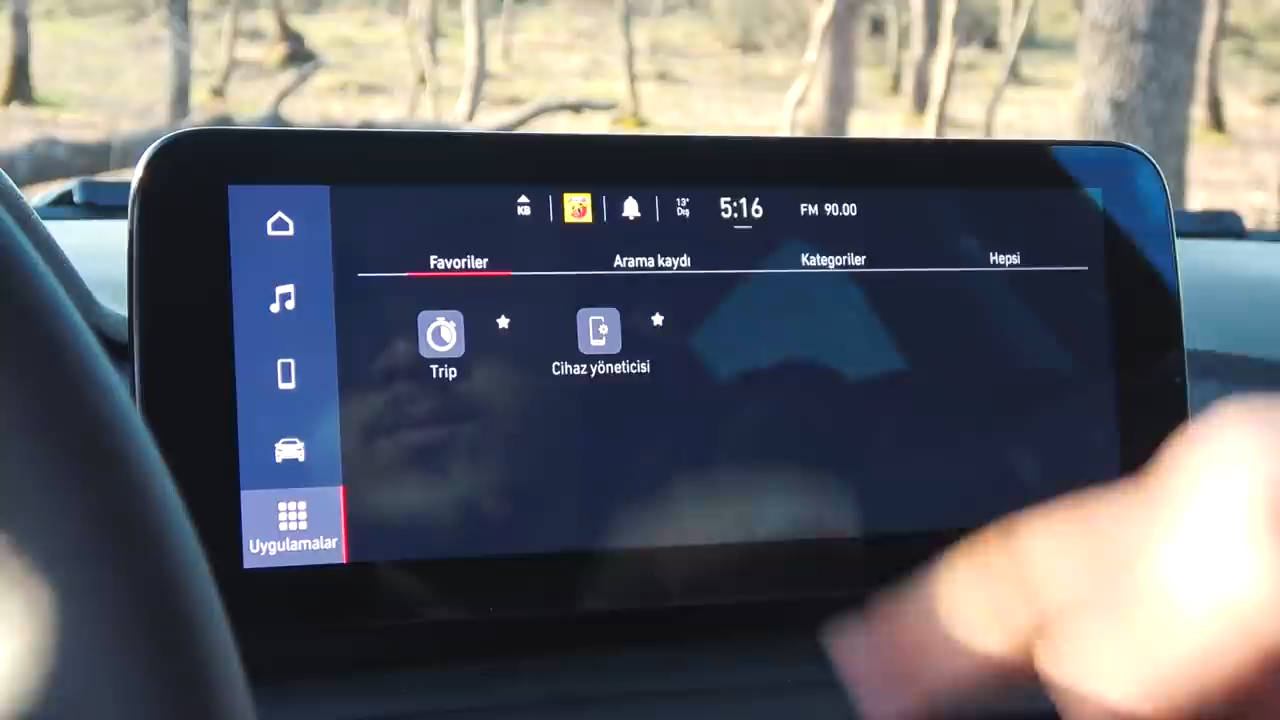 KB
13°
Dış
5:16
FM 90.00
Favoriler
Arama kaydı
Kategoriler
Hepsi
Trip
Cihaz yöneticisi
Uygulamalar